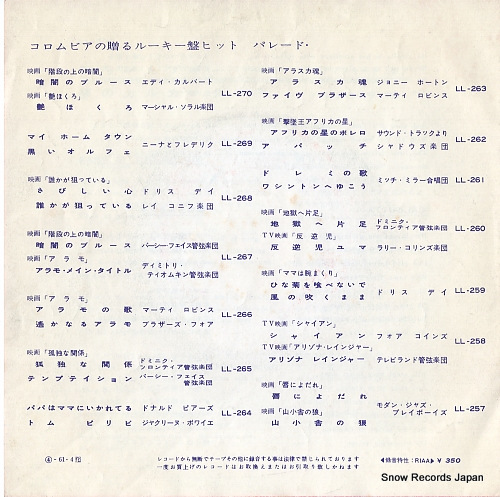 コロムビアの贈るルーキー盤ヒット パレード・
映画「階段の上の暗闇」
暗闇のブルース エディ・カルバート
LL-270
映画「艶ほくろ」
艶ほくろ マーシャル・ソラル楽団
マイ ホーム タウン
ニーナとフレデリク LL-269
黒いオルフェ
映画「誰かが狙っている」
さびしい心 ドリス デイ
LL-268
誰かが狙っている レイ コニフ楽団
映画「階段の上の暗闇」
暗闇のブルース パーシー・フェイス管弦楽団
LL-267
映画「アラモ」
アラモ・メイン・タイトル ディミトリ・
ティオムキン管弦楽団
映画「アラモ」
アラモの歌 マーティ ロビンス
LL-266
遥かなるアラモ ブラザーズ・フォア
映画「孤独な関係」
孤独な関係 ドミニク・
フロンティア管弦楽団
LL-265
テンプテイション パーシー・フェイス
管弦楽団
パパはママにいかれてる ドナルド ピアーズ
LL-264
トム ピリビ ジャクリーヌ・ボワイエ
映画「アラスカ魂」
アラスカ魂 ジョニー ホートン
LL-263
ファイヴ ブラザース マーティ ロビンス
映画「撃墜王アフリカの星」
アフリカの星のボレロ サウンド・トラックより
LL-262
アパッチ シャドウズ楽団
ドレミの歌
ミッチ・ミラー合唱団 LL-261
ワシントンへゆこう
映画「地獄へ片足」
地獄へ片足 ドミニク・
フロンティア管弦楽団
LL-260
TV映画「反逆児」
反逆児ユマ ラリー・コリンズ楽団
映画「ママは腕まくり」
ひな菊を喰べないで
ドリス デイ LL-259
風の吹くまま
TV映画「シャイアン」
シャイアン フォア コインズ
LL-258
TV映画「アリゾナ・レインジャー」
アリゾナ レインジャー テレビランド管弦楽団
映画「唇によだれ」
唇によだれ
モダン・ジャズ・
プレイボーイズ
LL-257
映画「山小舎の狼」
山小舎の狼
④・61・4
レコードから無断でテープその他に録音する事は法律で禁じられております
一度お買上げのレコードはお取換えまたはお引取り致しかねます
◀録音特性：RIAA▶ ¥ 350
Snow Records Japan